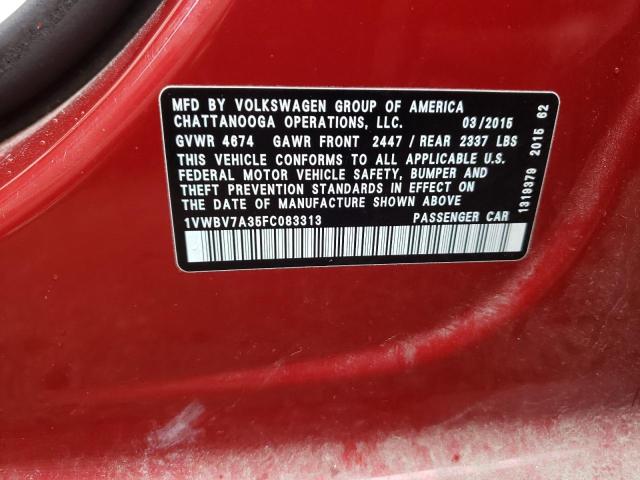 MFD BY VOLKSWAGEN GROUP OF AMERICA
CHATTANOOGA OPERATIONS, LLC. 03/2015
GVWR 4674 GAWR FRONT 2447 / REAR 2337 LBS
THIS VEHICLE CONFORMS TO ALL APPLICABLE U.S.
FEDERAL MOTOR VEHICLE SAFETY, BUMPER AND
THEFT PREVENTION STANDARDS IN EFFECT ON
THE DATE OF MANUFACTURE SHOWN ABOVE
1VWBV7A35FC083313 PASSENGER CAR
1319379 2015 62